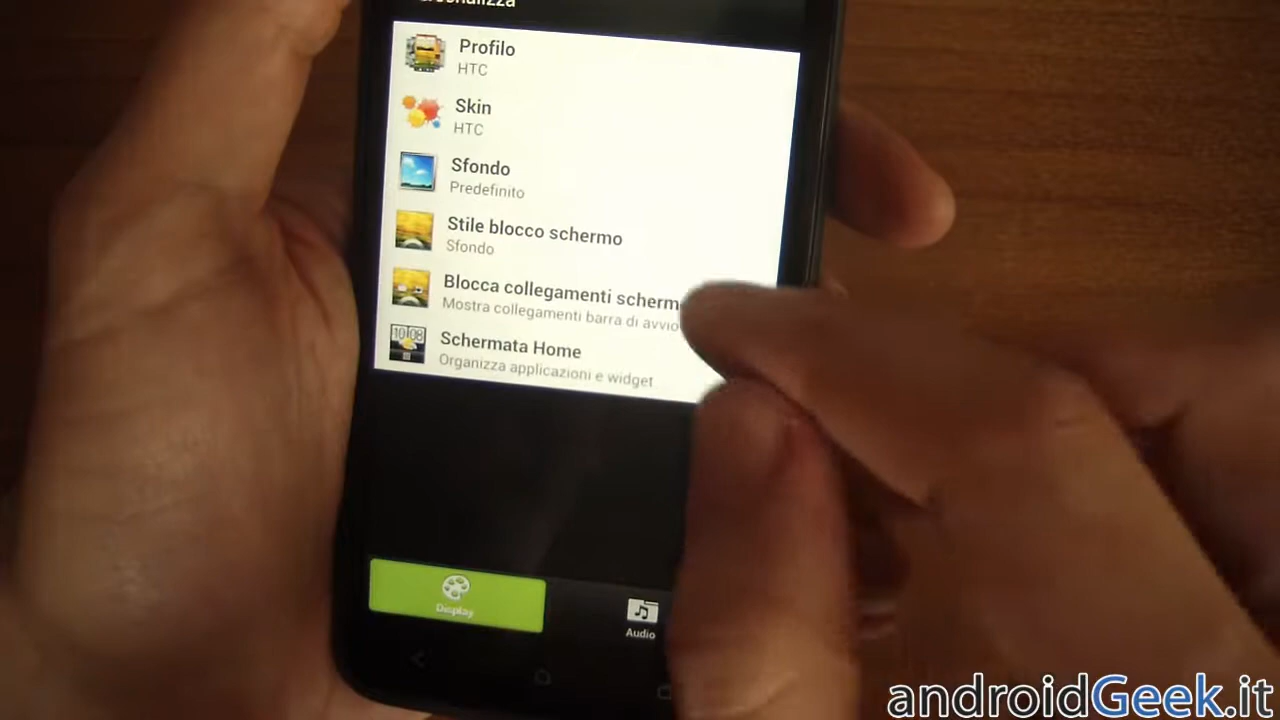 Profilo
HTC
Skin
HTC
Sfondo
Predefinito
Stile blocco schermo
Sfondo
Blocca collegamenti scherm
Mostra collegamenti barra di avvio
Schermata Home
Organizza applicazioni e widget
Display
Audio
androidGeek.it